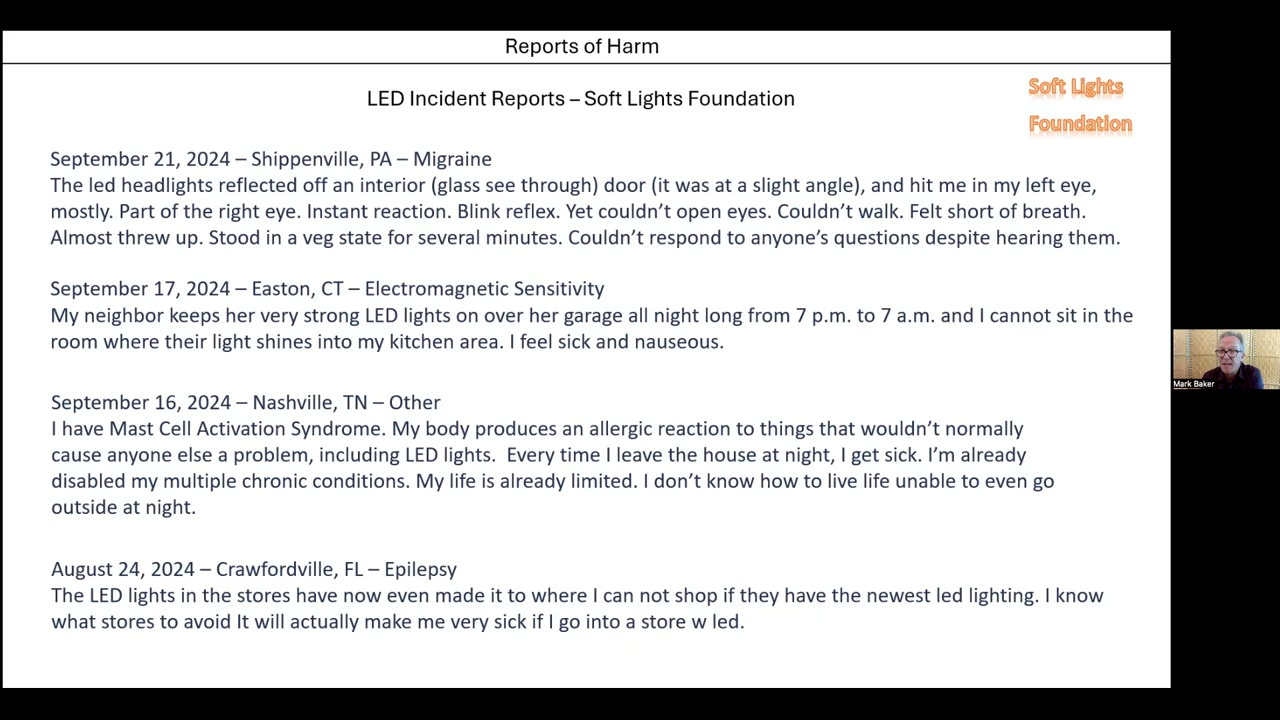 Reports of Harm
LED Incident Reports – Soft Lights Foundation
Soft Lights
Foundation
September 21, 2024 – Shippenville, PA – Migraine
The led headlights reflected off an interior (glass see through) door (it was at a slight angle), and hit me in my left eye,
mostly. Part of the right eye. Instant reaction. Blink reflex. Yet couldn’t open eyes. Couldn’t walk. Felt short of breath.
Almost threw up. Stood in a veg state for several minutes. Couldn’t respond to anyone’s questions despite hearing them.
September 17, 2024 – Easton, CT – Electromagnetic Sensitivity
My neighbor keeps her very strong LED lights on over her garage all night long from 7 p.m. to 7 a.m. and I cannot sit in the
room where their light shines into my kitchen area. I feel sick and nauseous.
September 16, 2024 – Nashville, TN – Other
I have Mast Cell Activation Syndrome. My body produces an allergic reaction to things that wouldn’t normally
cause anyone else a problem, including LED lights.  Every time I leave the house at night, I get sick. I’m already
disabled my multiple chronic conditions. My life is already limited. I don’t know how to live life unable to even go
outside at night.
August 24, 2024 – Crawfordville, FL – Epilepsy
The LED lights in the stores have now even made it to where I can not shop if they have the newest led lighting. I know
what stores to avoid It will actually make me very sick if I go into a store w led.
Mark Baker